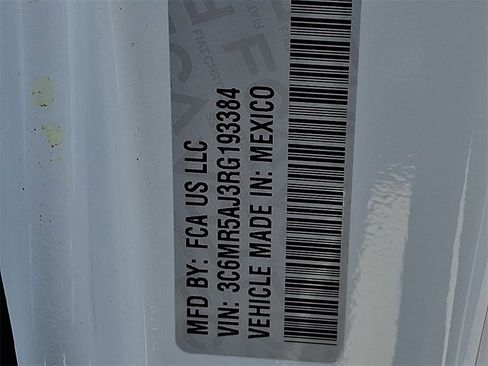 MFD BY: FCA US LLC
VIN: 3C6MR5AJ3RG193384
VEHICLE MADE IN: MEXICO